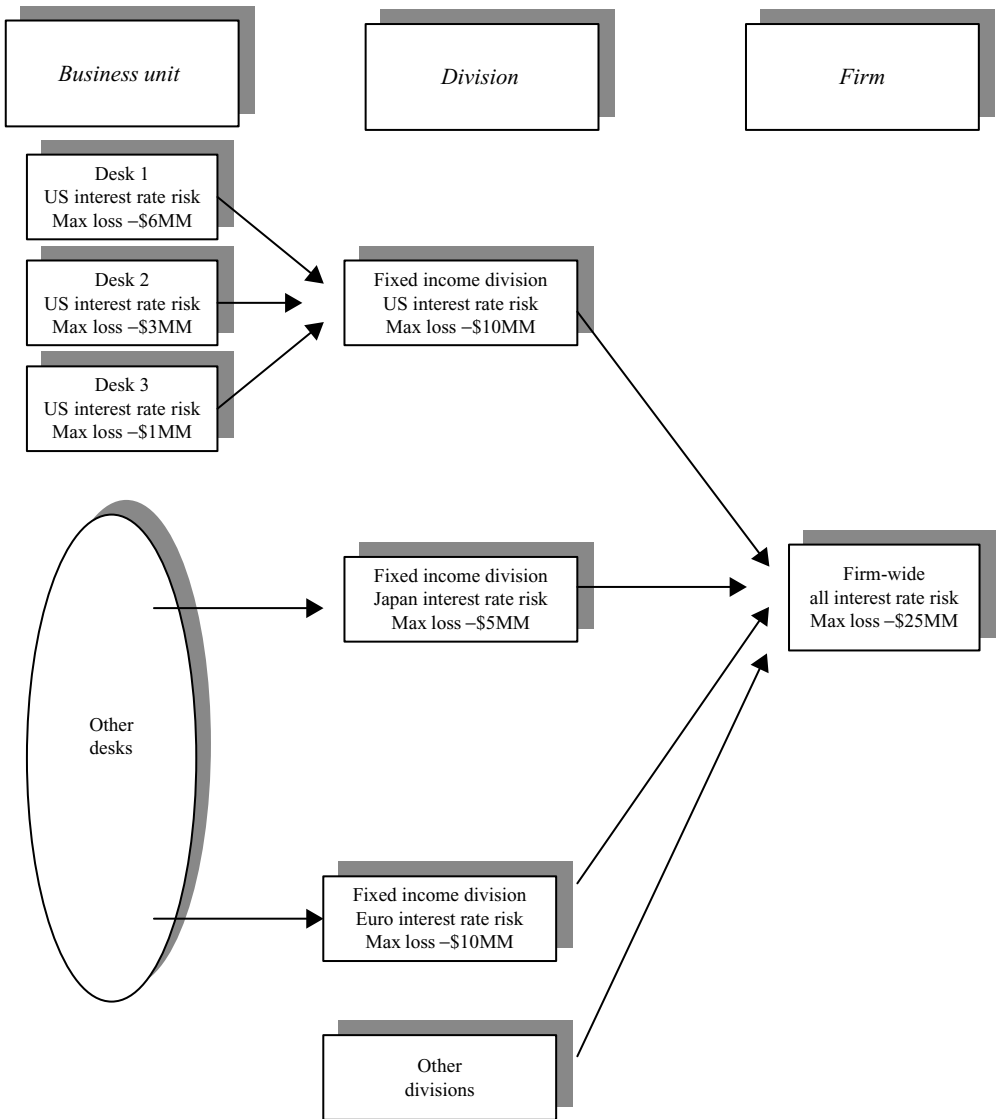 Business unit
Division
Firm
Desk 1
US interest rate risk
Max loss –$6MM
Desk 2
US interest rate risk
Max loss –$3MM
Desk 3
US interest rate risk
Max loss –$1MM
Fixed income division
US interest rate risk
Max loss –$10MM
Other
desks
Fixed income division
Japan interest rate risk
Max loss –$5MM
Firm-wide
all interest rate risk
Max loss –$25MM
Fixed income division
Euro interest rate risk
Max loss –$10MM
Other
divisions